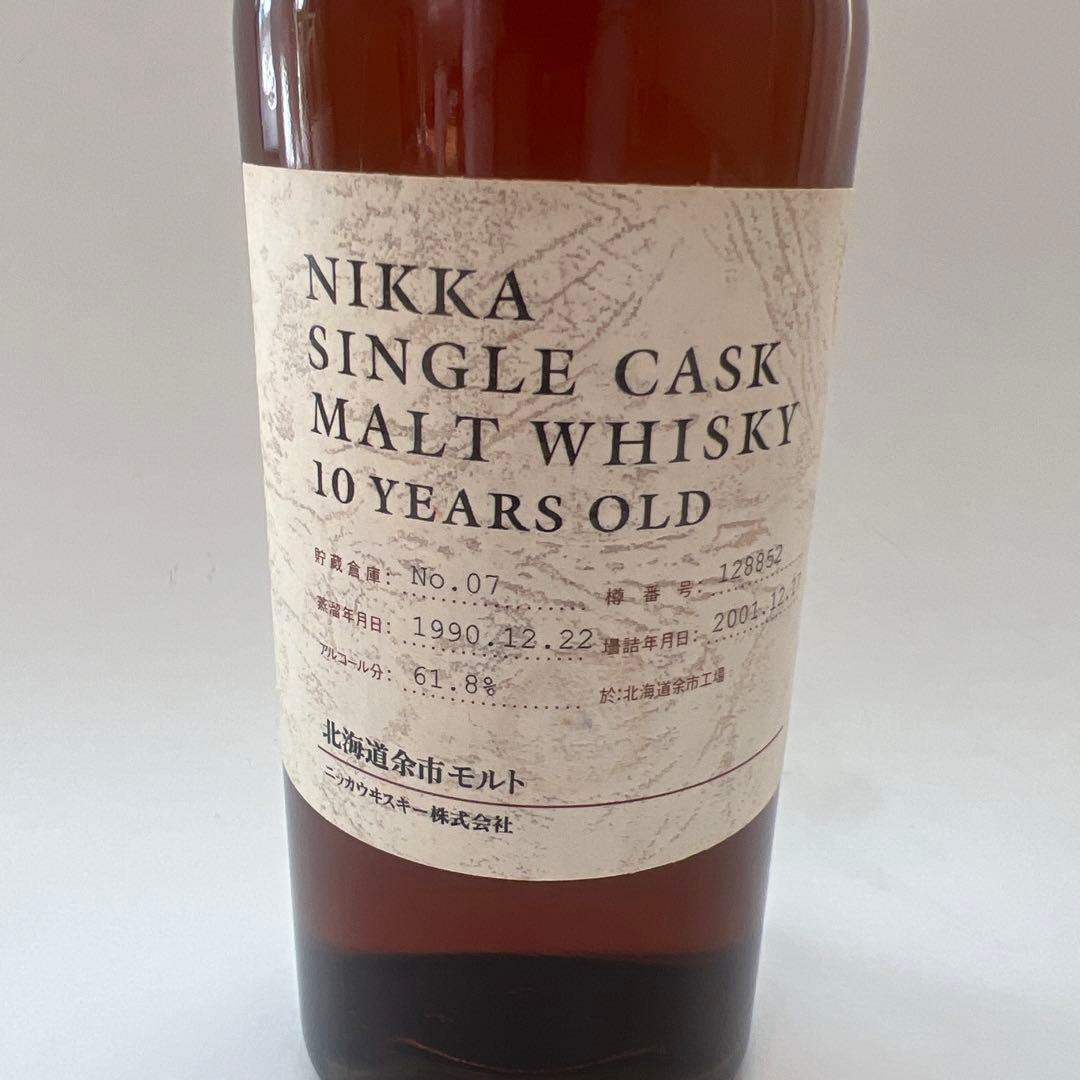 NIKKA
SINGLE CASK
MALT WHISKY
10 YEARS OLD
貯蔵倉庫: No.07 樽番号: 128852
蒸溜年月日: 1990.12.22 壜詰年月日: 2001.12.
アルコール分: 61.8% 於:北海道余市工場
北海道余市モルト
ニッカウヰスキー株式会社